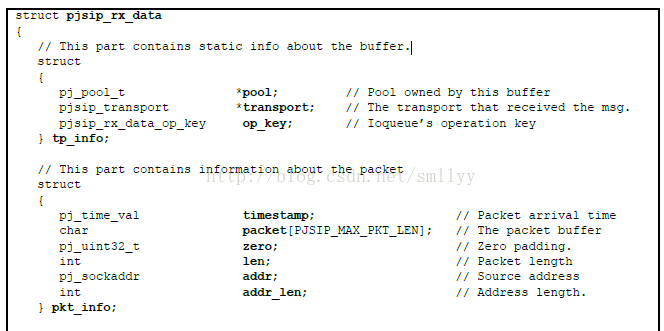 struct pjsip_rx_data
{
// This part contains static info about the buffer.
struct
{
pj_pool_t *pool; // Pool owned by this buffer
pjsip_transport *transport; // The transport that received the msg.
pjsip_rx_data_op_key op_key; // Ioqueue’s operation key
} tp_info;
// This part contains information about the packet
struct
http://blog.csdn.net/smllyy
{
pj_time_val timestamp; // Packet arrival time
char packet[PJSIP_MAX_PKT_LEN]; // The packet buffer
pj_uint32_t zero; // Zero padding.
int len; // Packet length
pj_sockaddr addr; // Source address
int addr_len; // Address length.
} pkt_info;